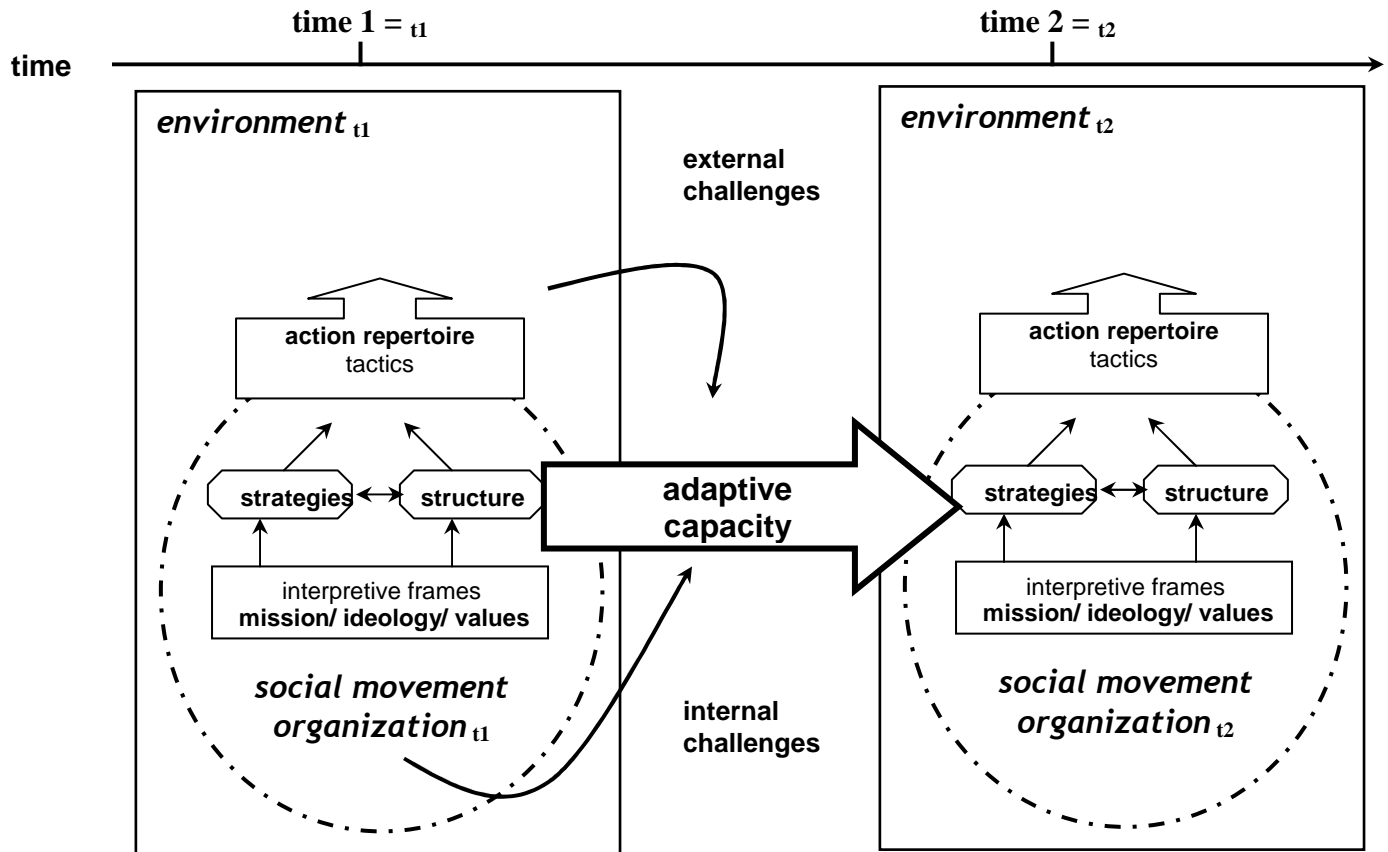 time 1 = t1
time 2 = t2
time
environment t1
environment t2
external
challenges
action repertoire
tactics
action repertoire
tactics
strategies
structure
adaptive
capacity
strategies
structure
interpretive frames
mission/ ideology/ values
interpretive frames
mission/ ideology/ values
social movement
organization t1
internal
challenges
social movement
organization t2